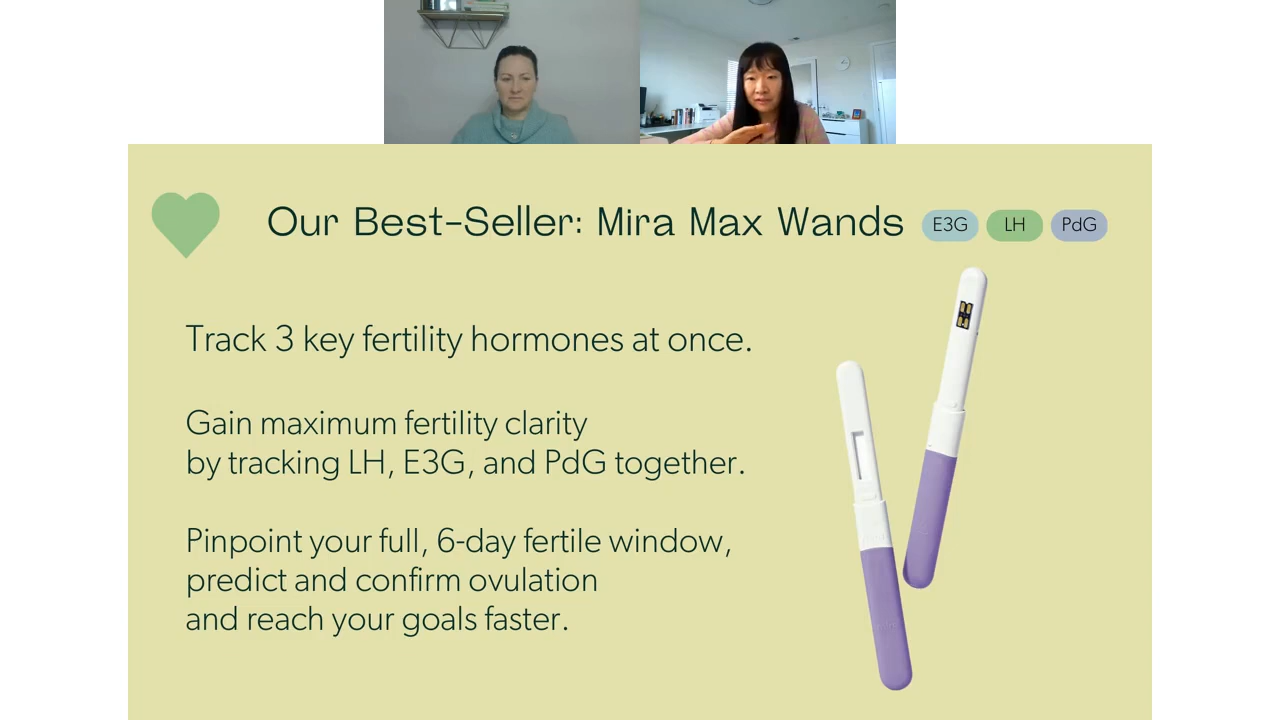 Our Best-Seller: Mira Max Wands E3G LH PdG
Track 3 key fertility hormones at once.
Gain maximum fertility clarity
by tracking LH, E3G, and PdG together.
Pinpoint your full, 6-day fertile window,
predict and confirm ovulation
and reach your goals faster.